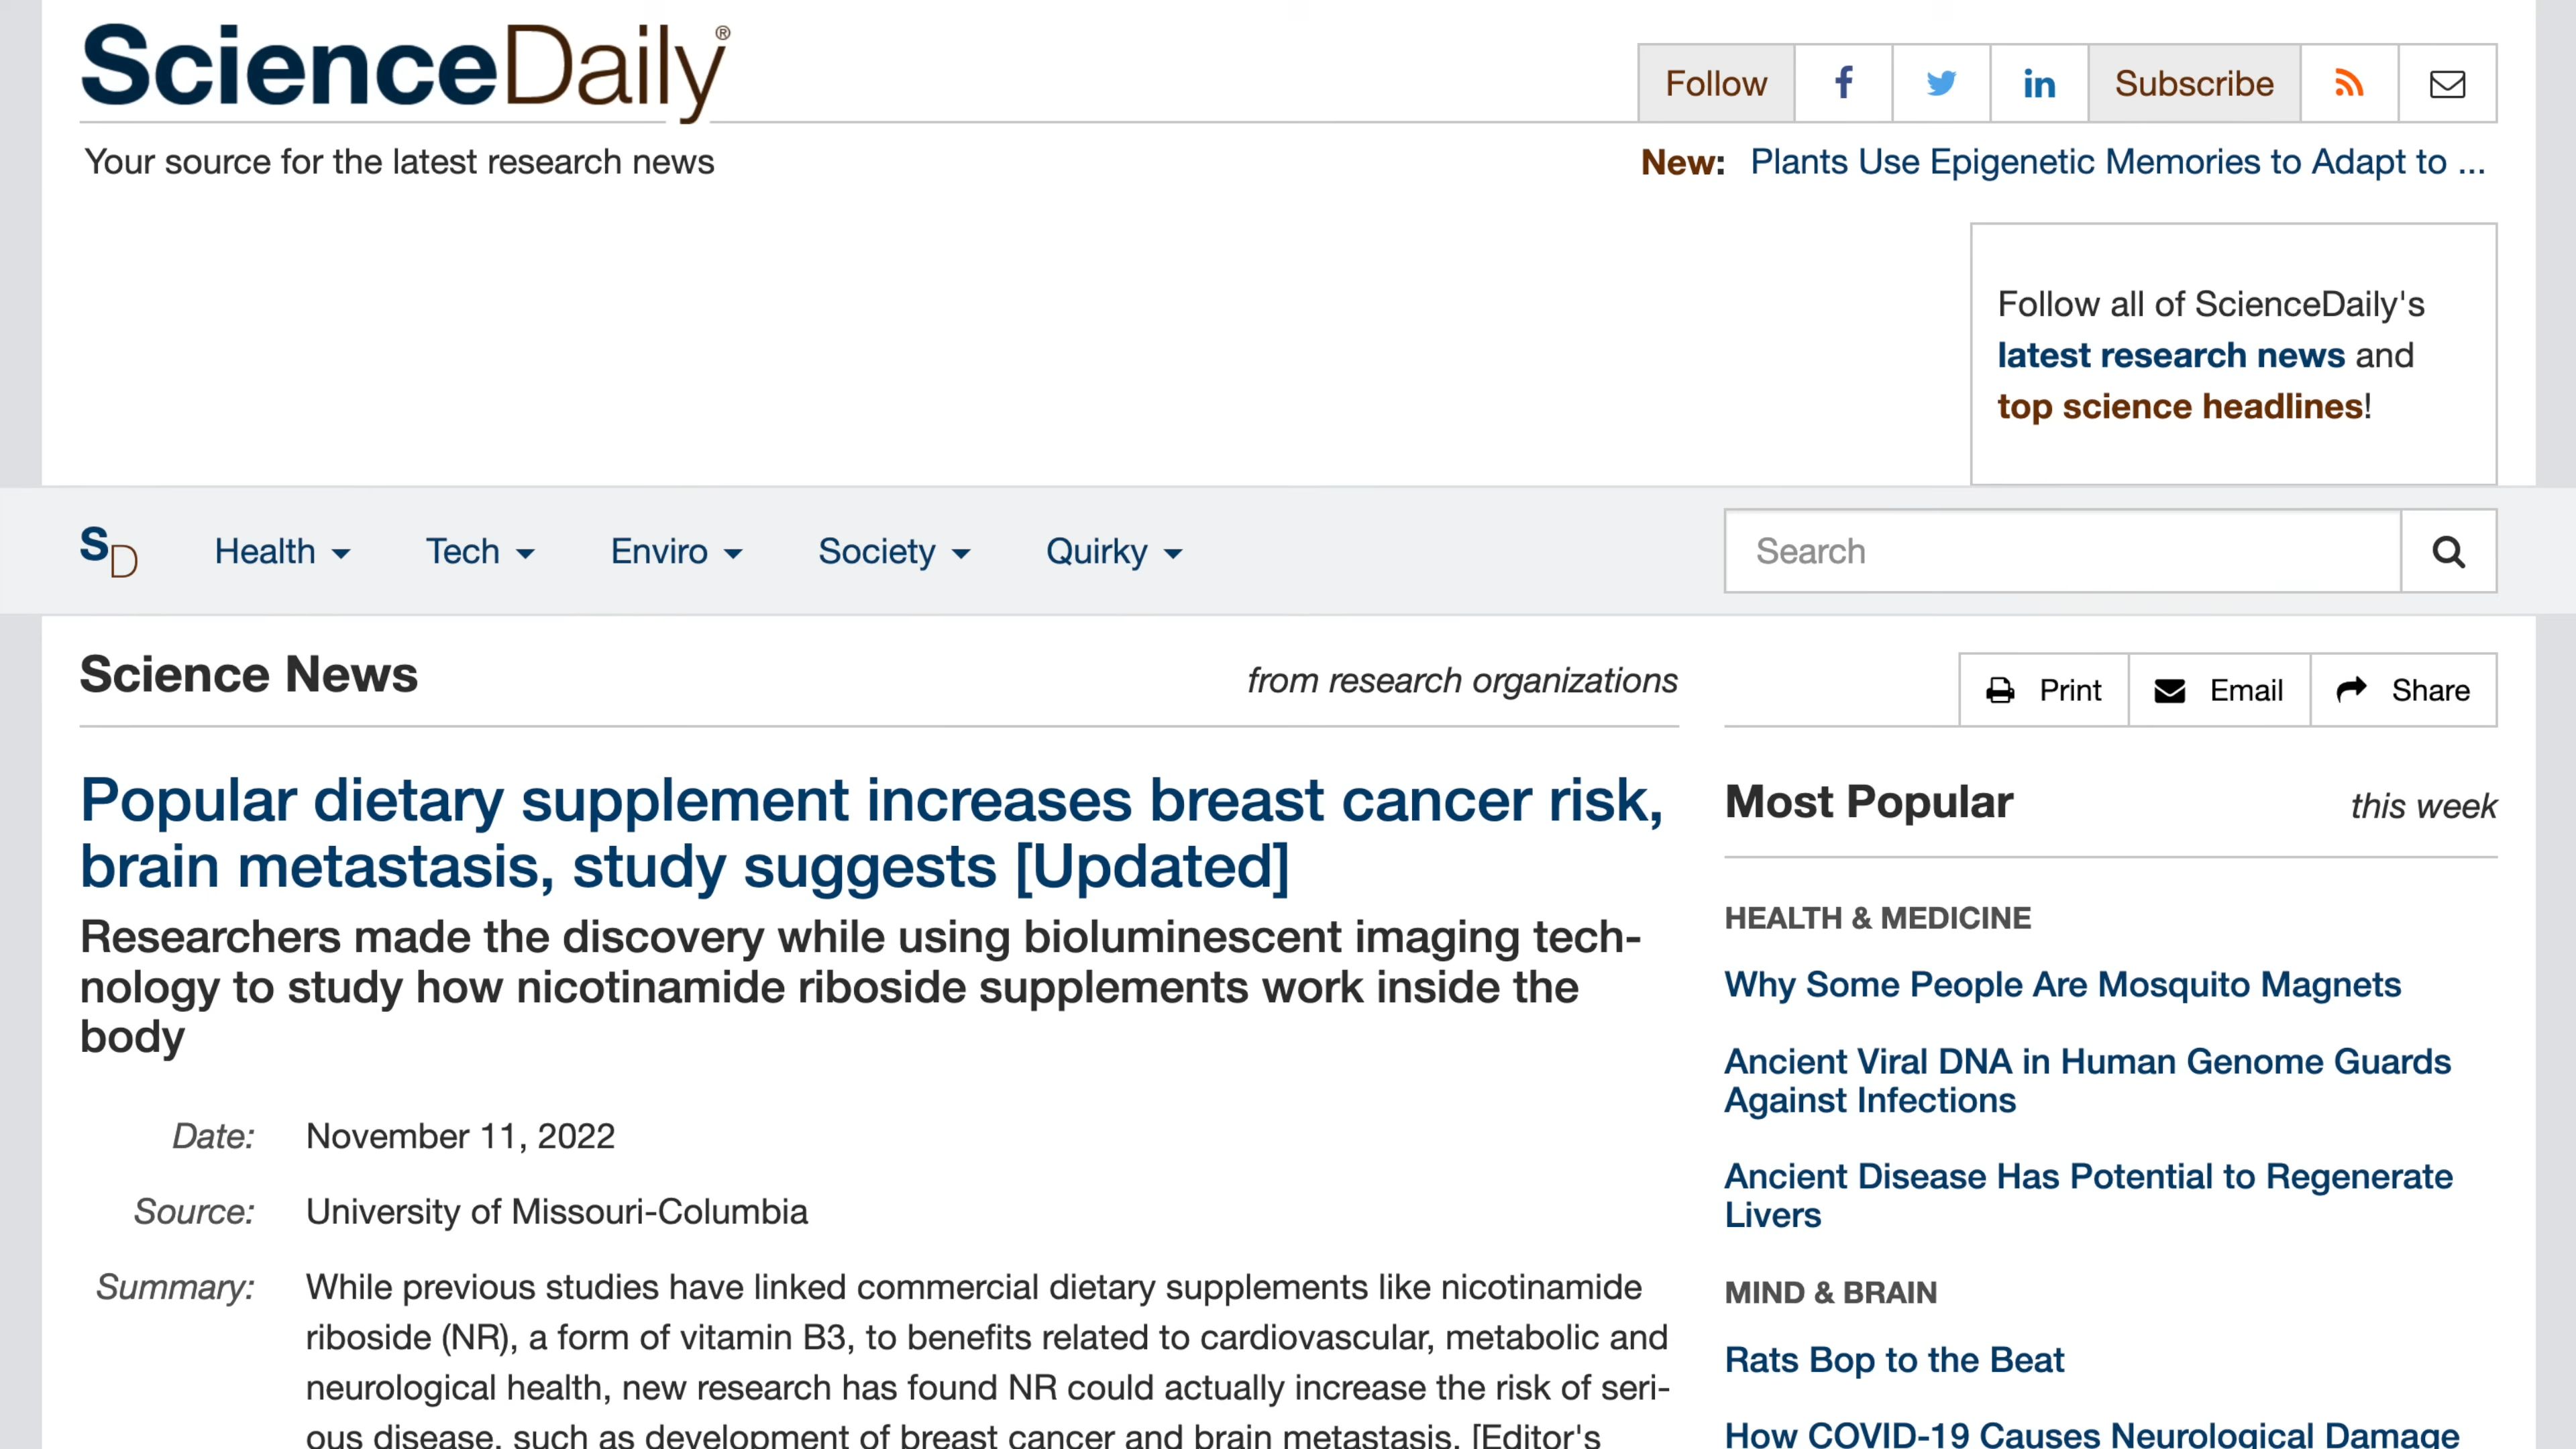 ScienceDaily®
Follow
Subscribe
Your source for the latest research news
New: Plants Use Epigenetic Memories to Adapt to ...
Follow all of ScienceDaily's
latest research news and
top science headlines!
SD
Health
Tech
Enviro
Society
Quirky
Search
Science News
from research organizations
Print
Email
Share
Popular dietary supplement increases breast cancer risk,
brain metastasis, study suggests [Updated]
Researchers made the discovery while using bioluminescent imaging tech-
nology to study how nicotinamide riboside supplements work inside the
body
Date: November 11, 2022
Source: University of Missouri-Columbia
Summary: While previous studies have linked commercial dietary supplements like nicotinamide
riboside (NR), a form of vitamin B3, to benefits related to cardiovascular, metabolic and
neurological health, new research has found NR could actually increase the risk of seri-
ous disease, such as development of breast cancer and brain metastasis. [Editor's
Most Popular
this week
HEALTH & MEDICINE
Why Some People Are Mosquito Magnets
Ancient Viral DNA in Human Genome Guards
Against Infections
Ancient Disease Has Potential to Regenerate
Livers
MIND & BRAIN
Rats Bop to the Beat
How COVID-19 Causes Neurological Damage